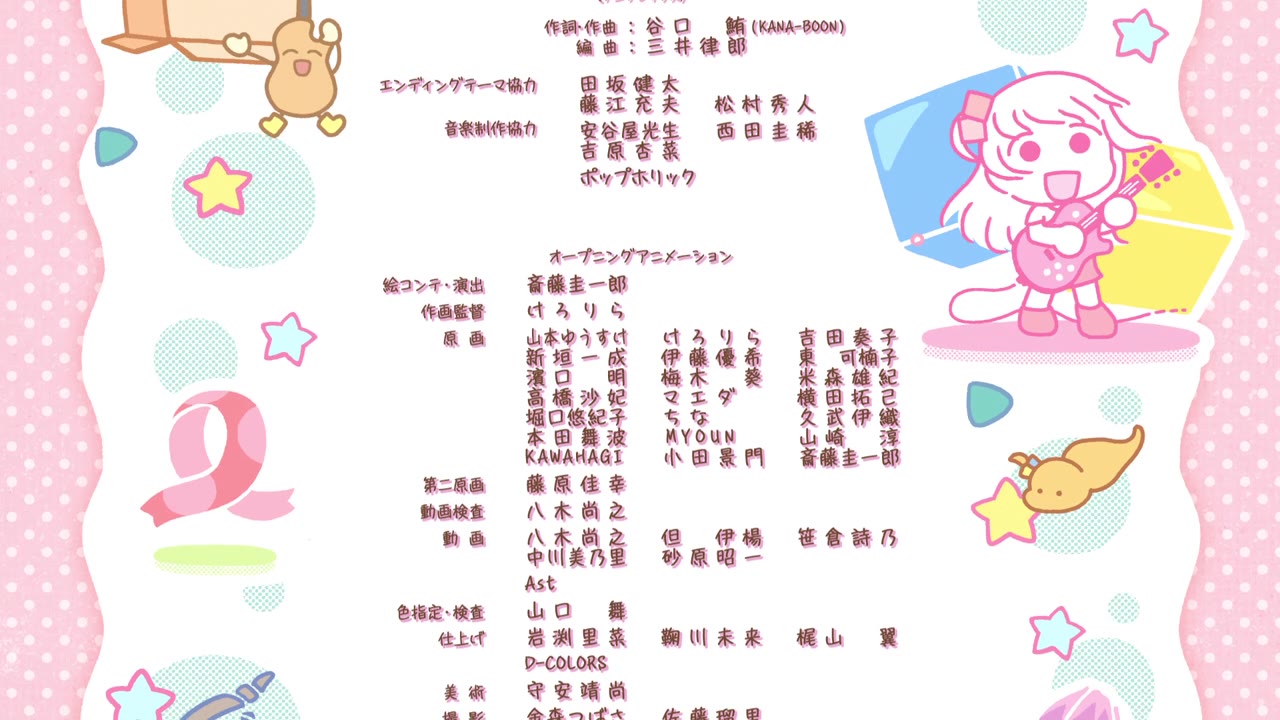 作詞・作曲：谷口　鮪(KANA-BOON)
編曲：三井律郎
エンディングテーマ協力　田坂健太
藤江充夫　松村秀人
音楽制作協力　安谷屋光生　西田圭稀
吉原杏菜
ポップホリック
オープニングアニメーション
絵コンテ・演出　斎藤圭一郎
作画監督　けろりら
原画　山本ゆうすけ　けろりら　吉田奏子
新垣一成　伊藤優希　東　可楠子
濱口　明　梅木　葵　米森雄紀
高橋沙妃　マエダ　横田拓己
堀口悠紀子　ちな　久武伊織
本田舞波　MYOUN　山崎　淳
KAWAHAGI　小田景門　斎藤圭一郎
第二原画　藤原佳幸
動画検査　八木尚之
動画　八木尚之　但　伊楊　笹倉詩乃
中川美乃里　砂原昭一
Ast
色指定・検査　山口　舞
仕上げ　岩渕里菜　鞠川未来　梶山　翼
D-COLORS
美術　守安靖尚
撮影　金森つばさ　佐藤瑠里